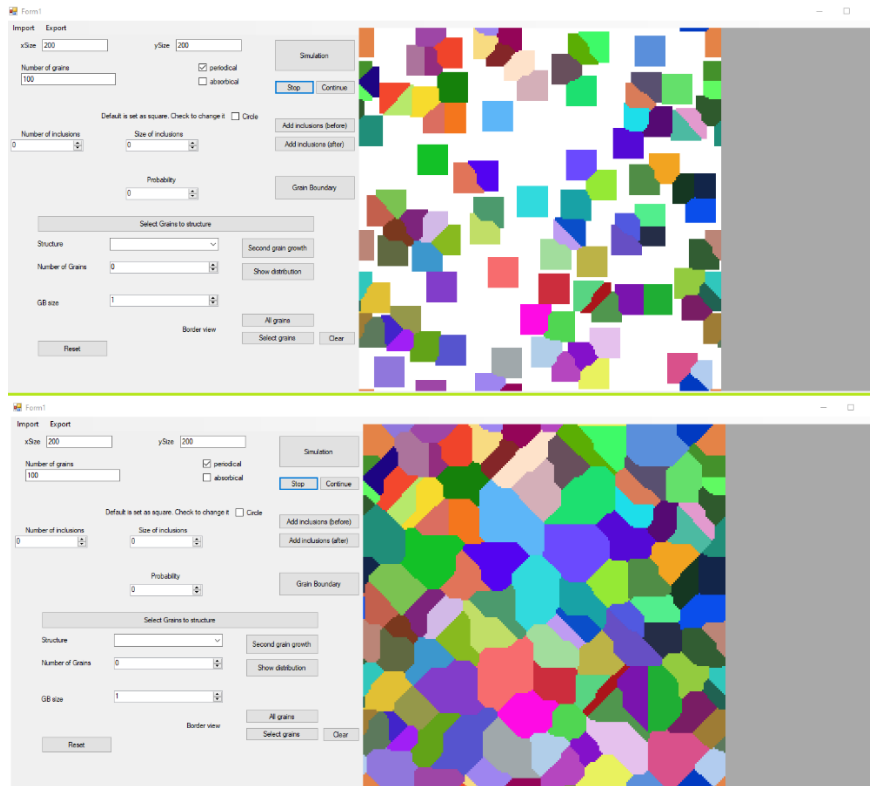 Form1
Import Export
xSize 200 ySize 200
Number of grains
100
periodical
absorbical
Simulation
Stop Continue
Default is set as square. Check to change it Circle
Number of inclusions Size of inclusions
0 0
Add inclusions (before)
Add inclusions (after)
Probability
0
Grain Boundary
Select Grains to structure
Structure
Second grain growth
Number of Grains 0
Show distribution
GB size 1
All grains
Border view
Select grains Clear
Reset
Form1
Import Export
xSize 200 ySize 200
Number of grains
100
periodical
absorbical
Simulation
Stop Continue
Default is set as square. Check to change it Circle
Number of inclusions Size of inclusions
0 0
Add inclusions (before)
Add inclusions (after)
Probability
0
Grain Boundary
Select Grains to structure
Structure
Second grain growth
Number of Grains 0
Show distribution
GB size 1
All grains
Border view
Select grains Clear
Reset